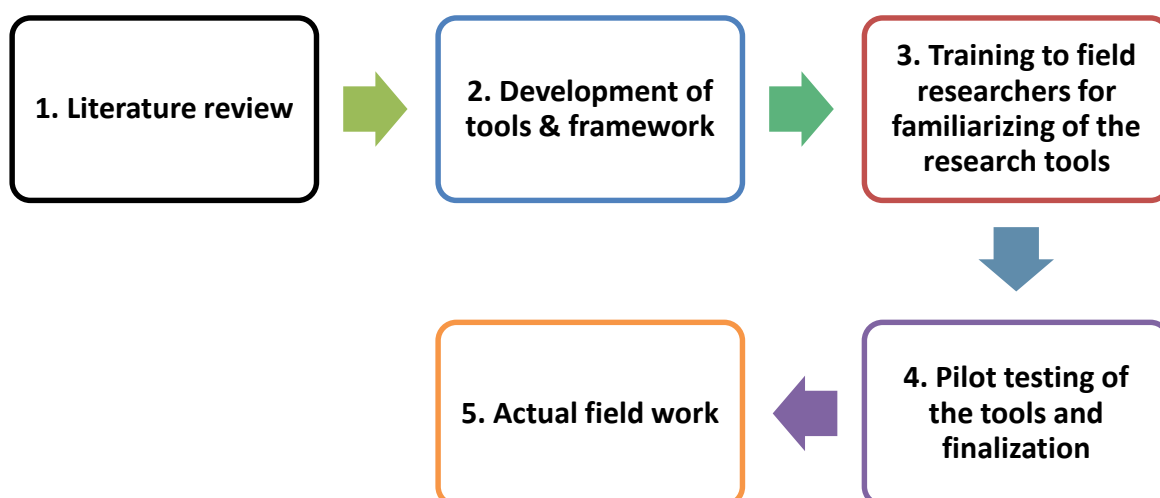 1. Literature review
2. Development of
tools & framework
3. Training to field
researchers for
familiarizing of the
research tools
4. Pilot testing of
the tools and
finalization
5. Actual field work